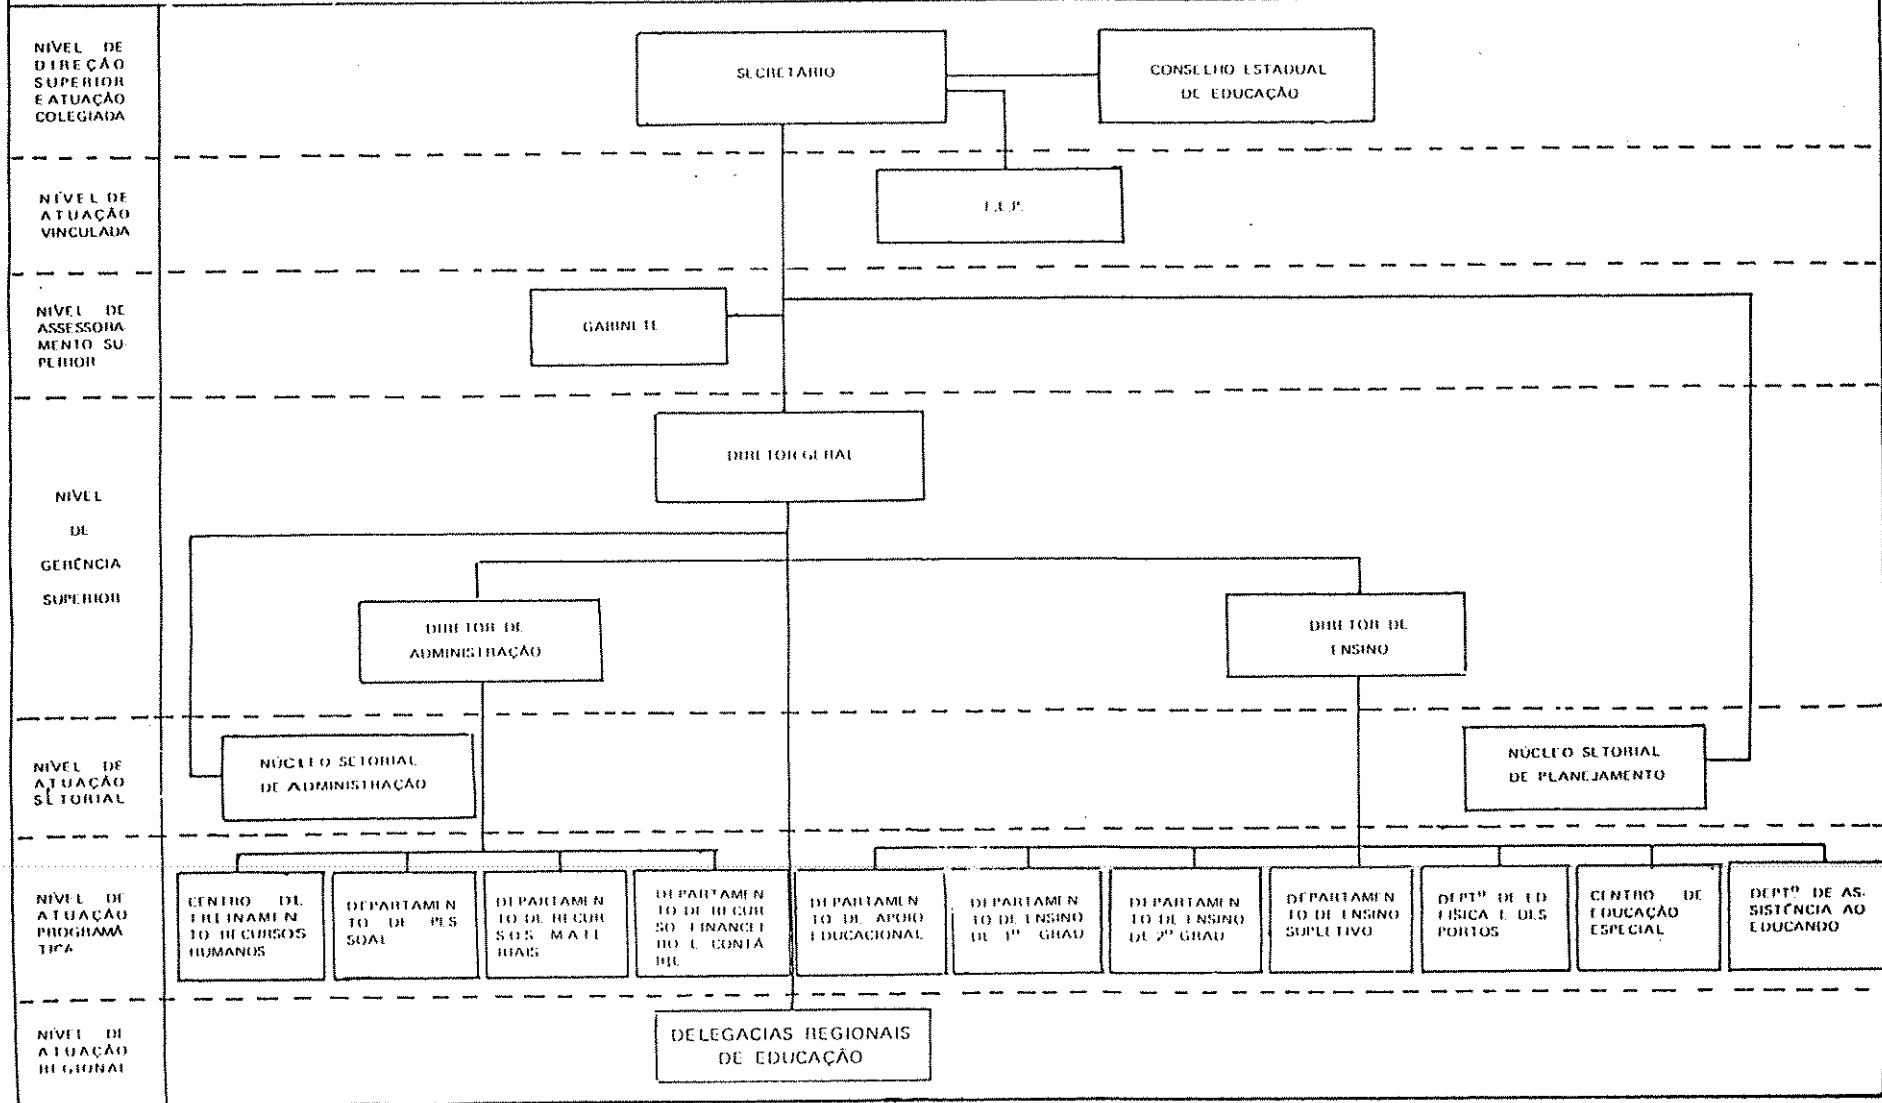 NÍVEL DE
DIREÇÃO
SUPERIOR
E ATUAÇÃO
COLEGIADA
SECRETÁRIO
CONSELHO ESTADUAL
DE EDUCAÇÃO
NÍVEL DE
ATUAÇÃO
VINCULADA
NÍVEL DE
ASSESSORA-
MENTO SU-
PERIOR
GABINETE
DIRETOR GERAL
NÍVEL
DE
GERÊNCIA
SUPERIOR
DIRETOR DE
ADMINISTRAÇÃO
DIRETOR DE
ENSINO
NÍVEL DE
ATUAÇÃO
SETORIAL
NÚCLEO SETORIAL
DE ADMINISTRAÇÃO
NÚCLEO SETORIAL
DE PLANEJAMENTO
NÍVEL DE
ATUAÇÃO
PROGRAMÁ
TICA
CENTRO DE
TREINAMEN
TO RECURSOS
HUMANOS
DEPARTAMEN
TO DE PES
SOAL
DEPARTAMEN
TO DE RECUR
SOS MATE
RIAIS
DEPARTAMEN
TO DE RECUR
SO FINANCEI
RO E CONTÁ
BIL
DEPARTAMEN
TO DE APOIO
EDUCACIONAL
DEPARTAMEN
TO DE ENSINO
DE 1º GRAU
DEPARTAMEN
TO DE ENSINO
DE 2º GRAU
DEPARTAMEN
TO DE ENSINO
SUPLETIVO
DEPTº DE ED
FISICA E DES
PORTOS
CENTRO DE
EDUCAÇÃO
ESPECIAL
DEPTº DE AS-
SISTÊNCIA AO
EDUCANDO
NÍVEL DE
ATUAÇÃO
REGIONAL
DELEGACIAS REGIONAIS
DE EDUCAÇÃO